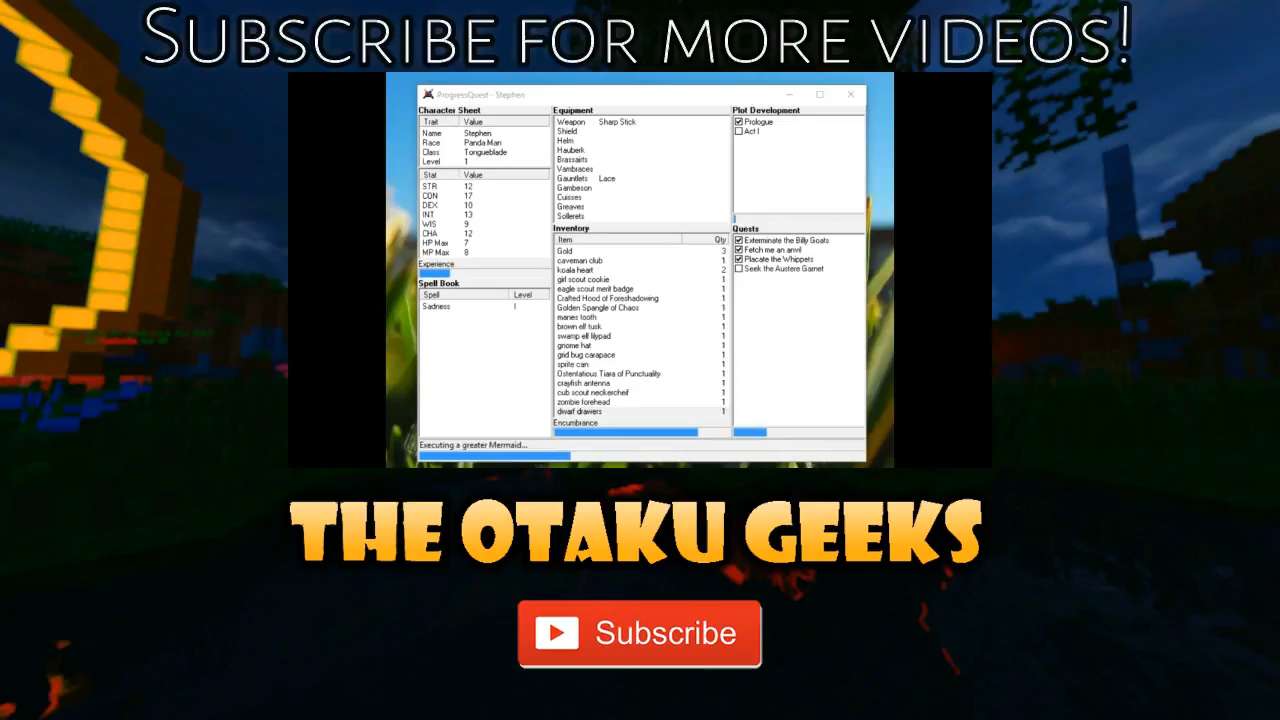 SUBSCRIBE FOR MORE VIDEOS!
ProgressQuest - Stephen
Character Sheet
Trait Value
Name Stephen
Race Panda Man
Class Tongueblade
Level 1
Stat Value
STR 12
CON 17
DEX 10
INT 13
WIS 9
CHA 12
HP Max 7
MP Max 8
Experience
Spell Book
Spell Level
Sadness I
Equipment
Weapon Sharp Stick
Shield
Helm
Hauberk
Brassairts
Vambraces
Gauntlets Lace
Gambeson
Cuisses
Greaves
Sollerets
Inventory
Item Qty
Gold 3
caveman club 1
koala heart 2
girl scout cookie 1
eagle scout merit badge 1
Crafted Hood of Foreshadowing 1
Golden Spangle of Chaos 1
manes tooth 1
brown elf tusk 1
swamp elf lilypad 1
gnome hat 1
grid bug carapace 1
sprite can 1
Ostentatious Tiara of Punctuality 1
crayfish antenna 1
cub scout neckercheif 1
zombie forehead 1
dwarf drawers 1
Encumbrance
Plot Development
Prologue
Act I
Quests
Exterminate the Billy Goats
Fetch me an anvil
Placate the Whippets
Seek the Austere Garnet
Executing a greater Mermaid...
THE OTAKU GEEKS
Subscribe